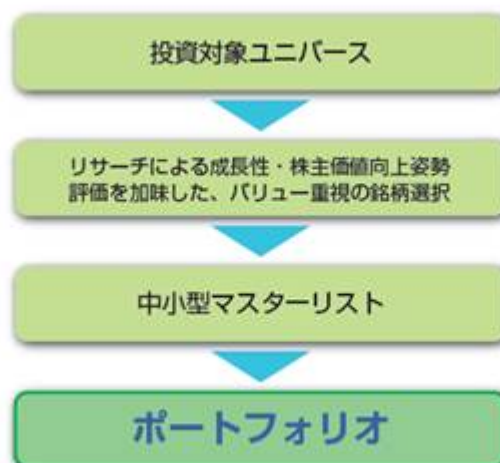 投資対象ユニバース
リサーチによる成長性・株主価値向上姿勢
評価を加味した、バリュー重視の銘柄選択
中小型マスターリスト
ポートフォリオ